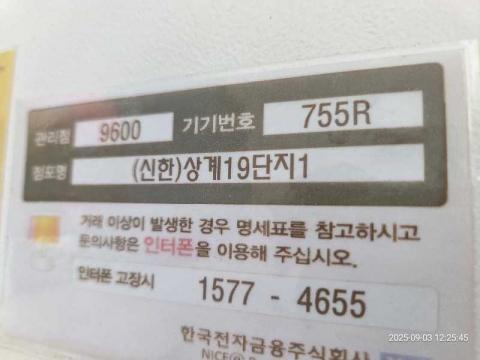 관리점 9600 기기번호 755R
점포명 (신한)상계19단지1
거래 이상이 발생한 경우 명세표를 참고하시고
문의사항은 인터폰을 이용해 주십시오.
인터폰 고장시 1577 - 4655
한국전자금융주식회사
NICE
2025-09-03 12:25:45